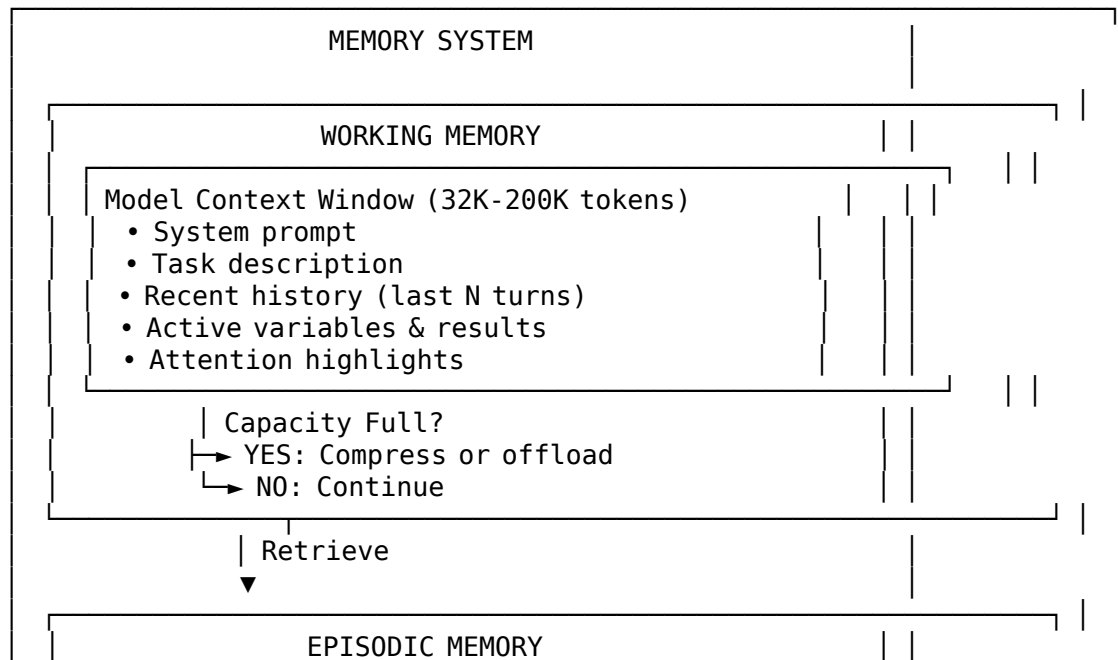 MEMORY SYSTEM
WORKING MEMORY
Model Context Window (32K-200K tokens)
• System prompt
• Task description
• Recent history (last N turns)
• Active variables & results
• Attention highlights
Capacity Full?
YES: Compress or offload
NO: Continue
Retrieve
EPISODIC MEMORY